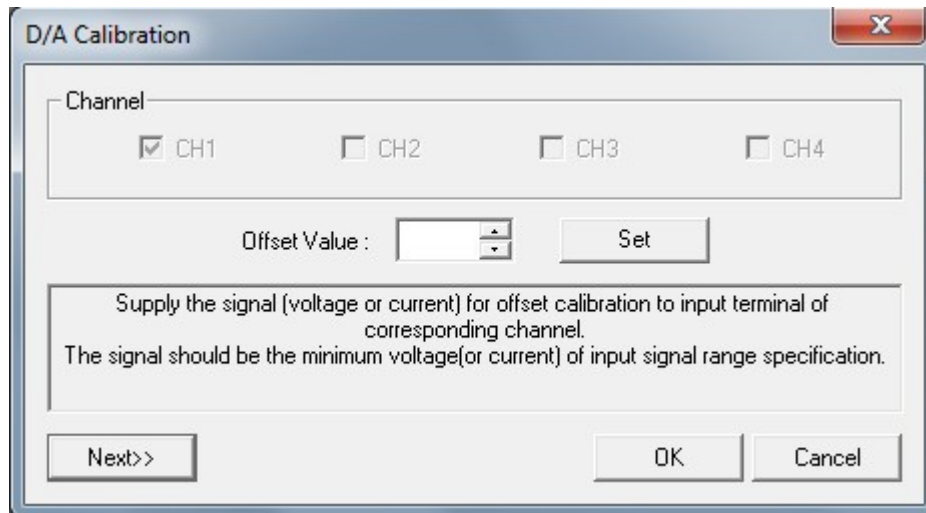 D/A Calibration
Channel
CH1 CH2 CH3 CH4
Offset Value : Set
Supply the signal (voltage or current) for offset calibration to input terminal of
corresponding channel.
The signal should be the minimum voltage(or current) of input signal range specification.
Next>> OK Cancel